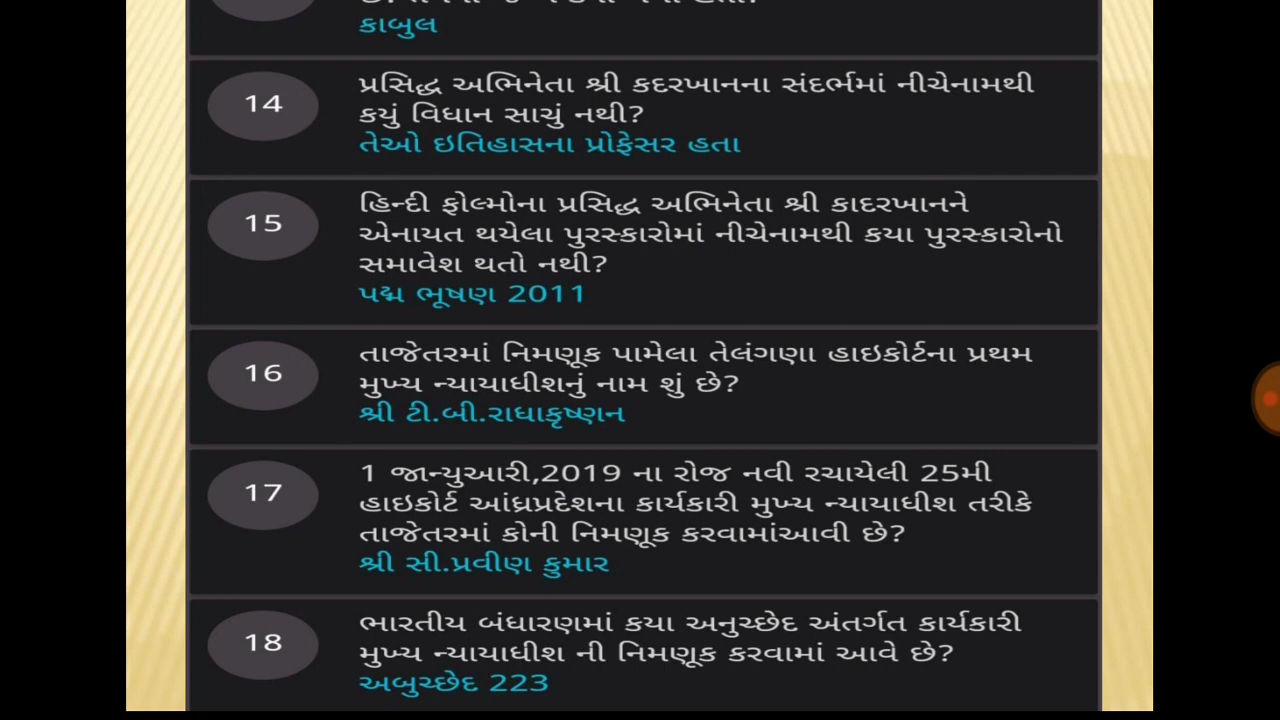 કાબુલ
14
પ્રસિદ્ધ અભિનેતા શ્રી કદરખાનના સંદર્ભમાં નીચેનામથી
કયું વિધાન સાચું નથી?
તેઓ ઇતિહાસના પ્રોફેસર હતા
15
હિન્દી ફોલ્મોના પ્રસિદ્ધ અભિનેતા શ્રી કાદરખાનને
એનાયત થયેલા પુરસ્કારોમાં નીચેનામથી કયા પુરસ્કારોનો
સમાવેશ થતો નથી?
પદ્મ ભૂષણ 2011
16
તાજેતરમાં નિમણૂક પામેલા તેલંગણા હાઇકોર્ટના પ્રથમ
મુખ્ય ન્યાયાધીશનું નામ શું છે?
શ્રી ટી.બી.રાધાકૃષ્ણન
17
1 જાન્યુઆરી,2019 ના રોજ નવી રચાયેલી 25મી
હાઇકોર્ટ આંધ્રપ્રદેશના કાર્યકારી મુખ્ય ન્યાયાધીશ તરીકે
તાજેતરમાં કોની નિમણૂક કરવામાંઆવી છે?
શ્રી સી.પ્રવીણ કુમાર
18
ભારતીય બંધારણમાં કયા અનુચ્છેદ અંતર્ગત કાર્યકારી
મુખ્ય ન્યાયાધીશ ની નિમણૂક કરવામાં આવે છે?
અબુચ્છેદ 223